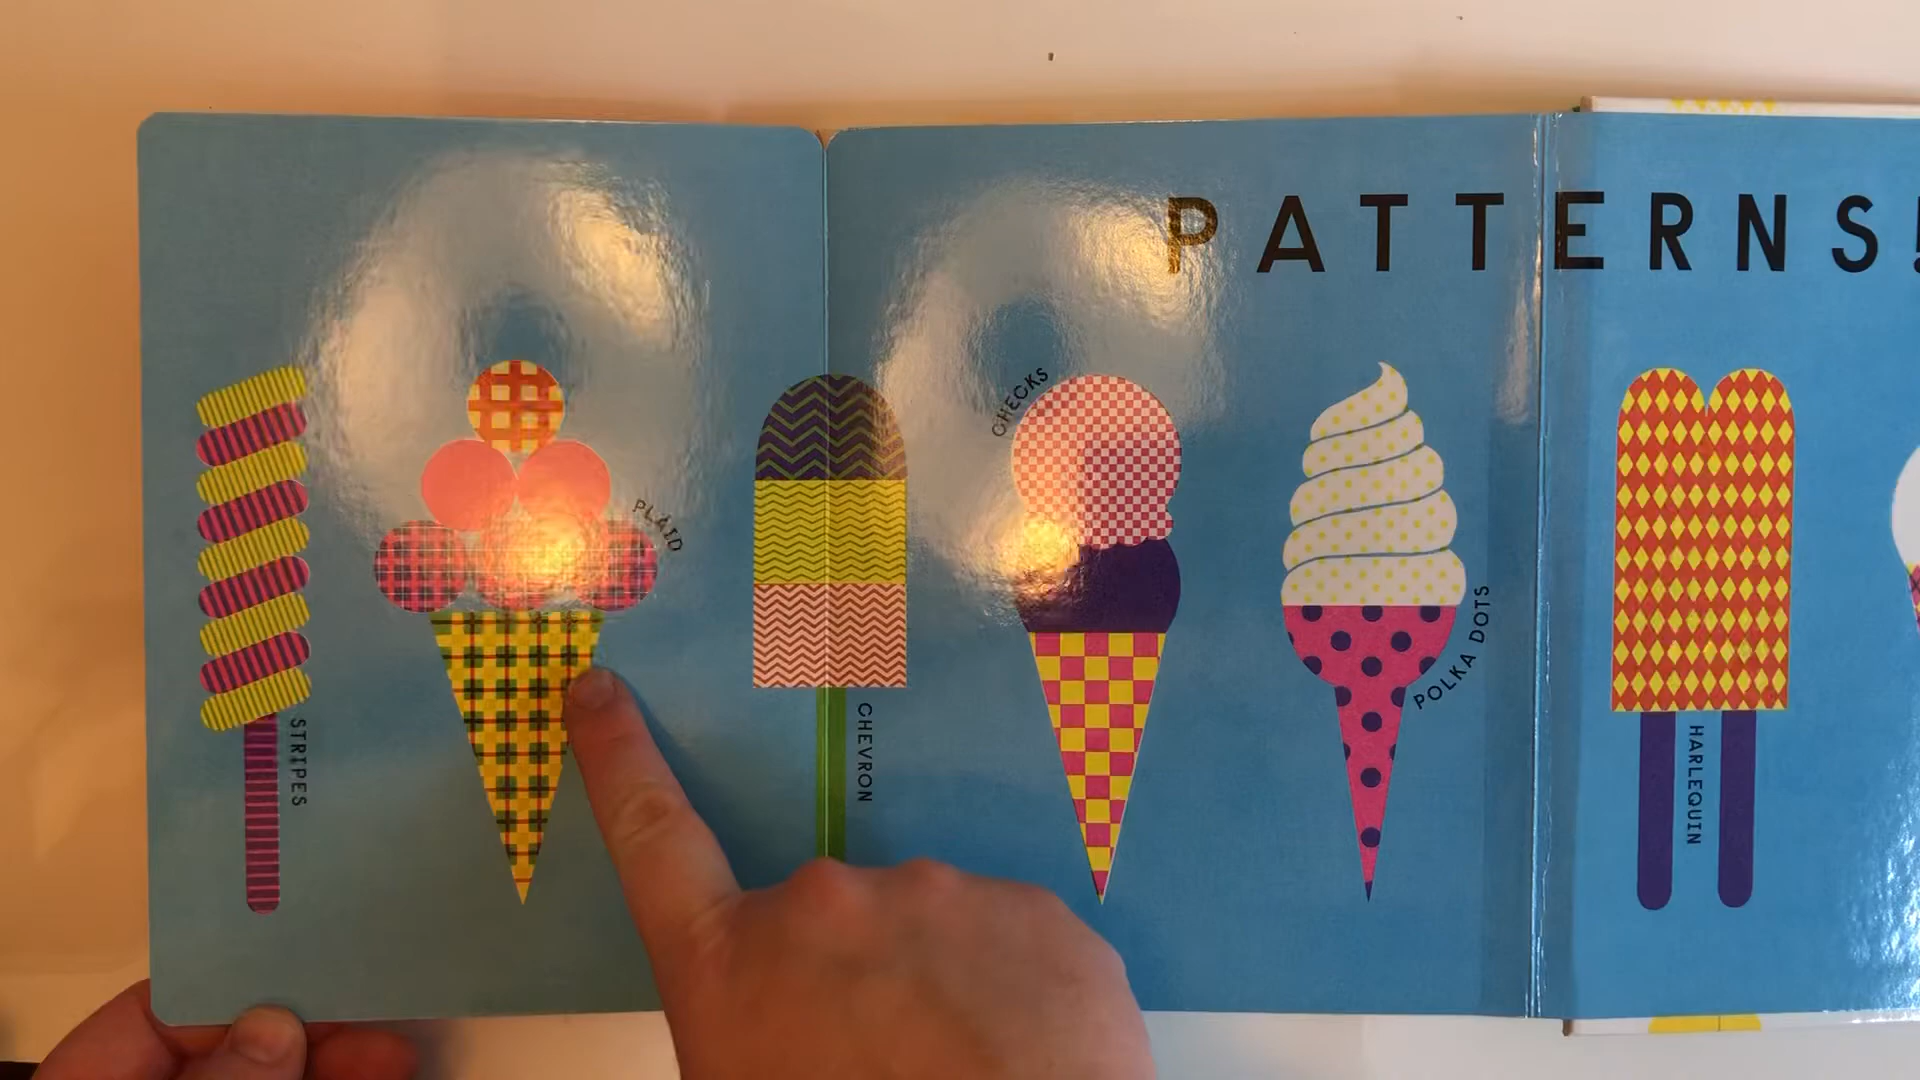 PATTERNS!
STRIPES
PLAID
CHEVRON
CHECKS
POLKA DOTS
HARLEQUIN